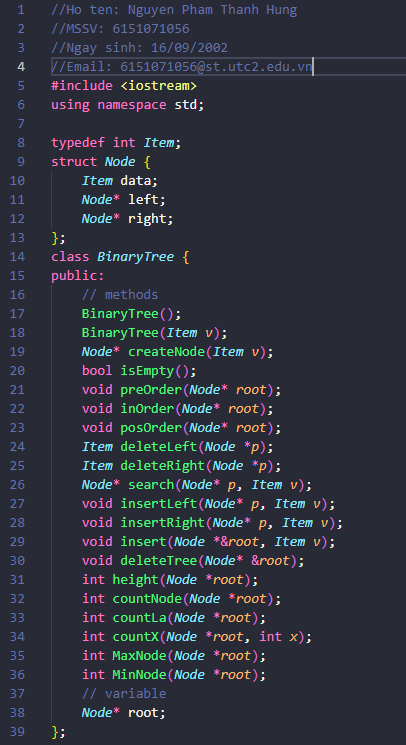 1 //Ho ten: Nguyen Pham Thanh Hung
2 //MSSV: 6151071056
3 //Ngay sinh: 16/09/2002
4 //Email: 6151071056@st.utc2.edu.vn
5 #include <iostream>
6 using namespace std;
7
8 typedef int Item;
9 struct Node {
10     Item data;
11     Node* left;
12     Node* right;
13 };
14 class BinaryTree {
15 public:
16     // methods
17     BinaryTree();
18     BinaryTree(Item v);
19     Node* createNode(Item v);
20     bool isEmpty();
21     void preOrder(Node* root);
22     void inOrder(Node* root);
23     void posOrder(Node* root);
24     Item deleteLeft(Node *p);
25     Item deleteRight(Node *p);
26     Node* search(Node* p, Item v);
27     void insertLeft(Node* p, Item v);
28     void insertRight(Node* p, Item v);
29     void insert(Node *&root, Item v);
30     void deleteTree(Node* &root);
31     int height(Node *root);
32     int countNode(Node *root);
33     int countLa(Node *root);
34     int countX(Node *root, int x);
35     int MaxNode(Node *root);
36     int MinNode(Node *root);
37     // variable
38     Node* root;
39 };